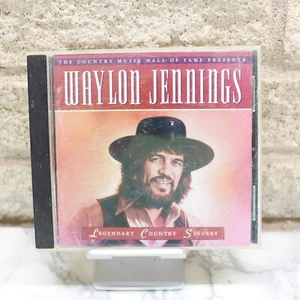 THE COUNTRY MUSIC HALL OF FAME PRESENTS
WAYLON JENNINGS
LEGENDARY COUNTRY SINGERS